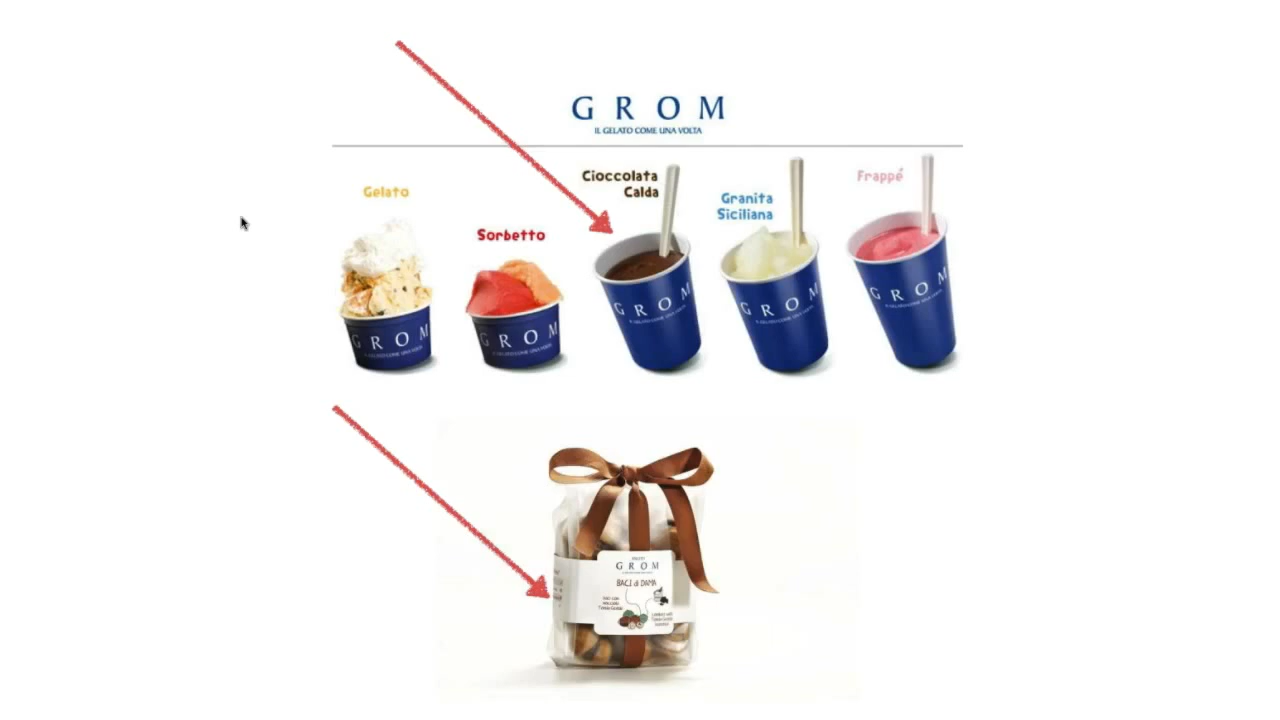 GROM
IL GELATO COME UNA VOLTA
Gelato
Sorbetto
Cioccolata
Calda
Granita
Siciliana
Frappé
GROM
GROM
GROM
GROM
GROM
GROM
BACI di DAMA